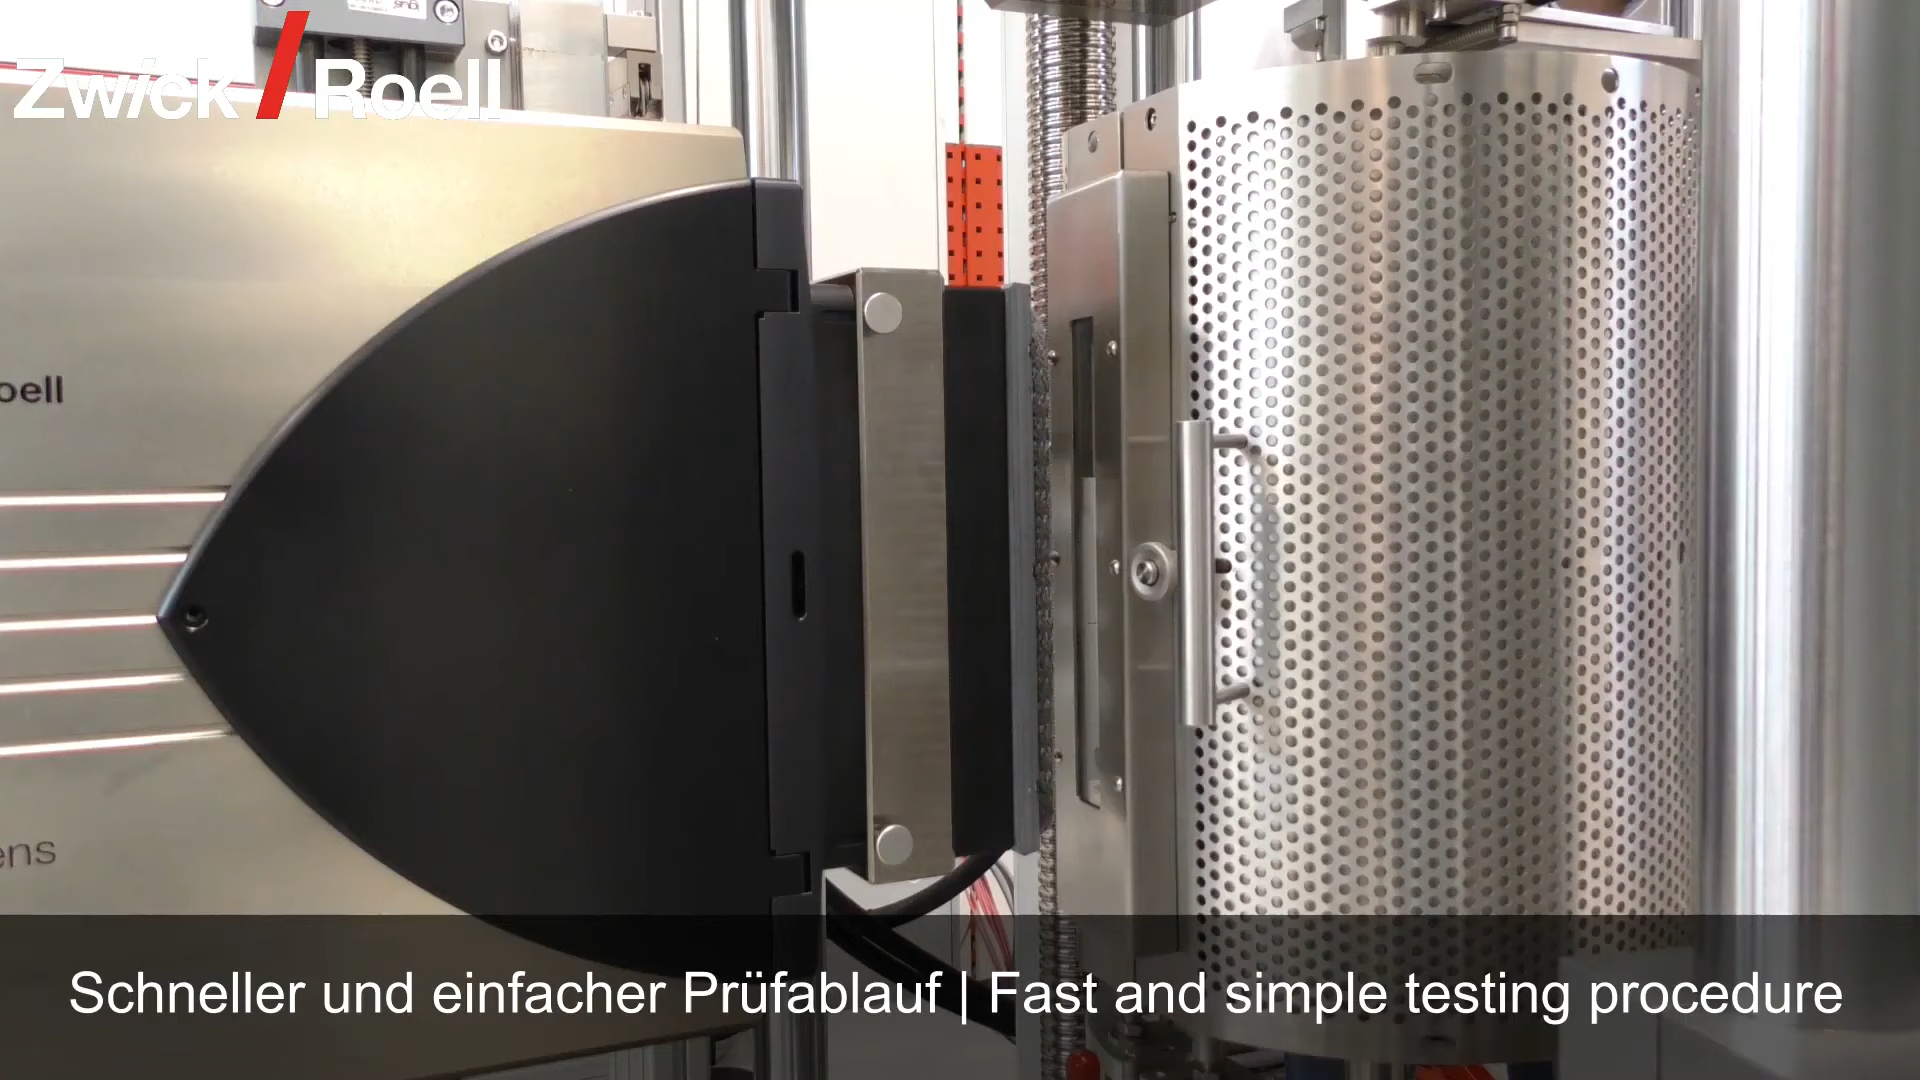 Zwick/Roell
oell
ens
Schneller und einfacher Prüfablauf | Fast and simple testing procedure